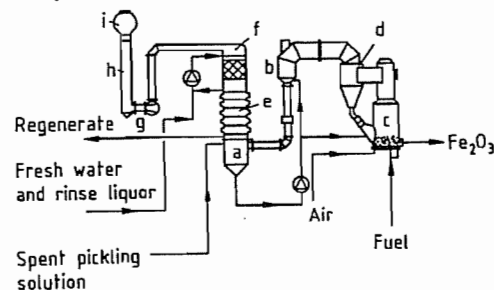 i
f
h
b
d
g
e
c
Regenerate
a
Fe₂O₃
Fresh water
and rinse liquor
Air
Fuel
Spent pickling
solution